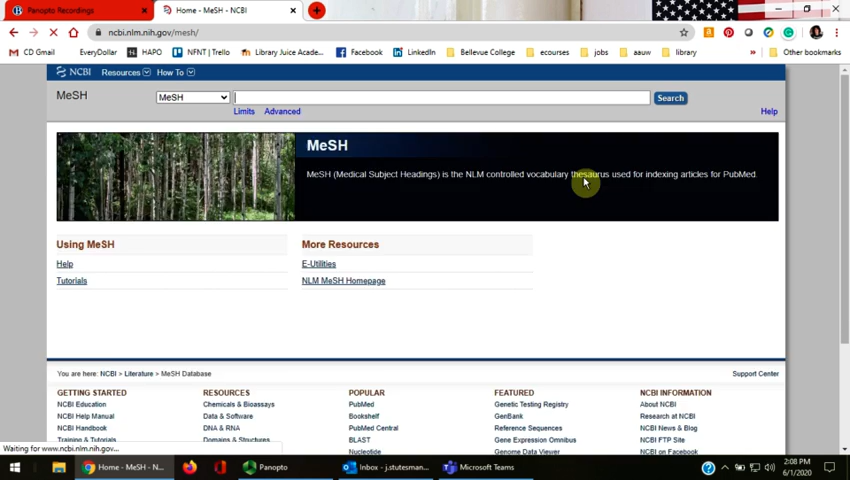 Panopto Recordings
Home - MeSH - NCBI
ncbi.nlm.nih.gov/mesh/
CD Gmail EveryDollar HAPO NFNT | Trello Library Juice Acade... Facebook LinkedIn Bellevue College ecourses jobs aauw library » Other bookmarks
NCBI Resources How To
MeSH MeSH Search
Limits Advanced Help
MeSH
MeSH (Medical Subject Headings) is the NLM controlled vocabulary thesaurus used for indexing articles for PubMed.
Using MeSH More Resources
Help E-Utilities
Tutorials NLM MeSH Homepage
You are here: NCBI > Literature > MeSH Database Support Center
GETTING STARTED RESOURCES POPULAR FEATURED NCBI INFORMATION
NCBI Education Chemicals & Bioassays PubMed Genetic Testing Registry About NCBI
NCBI Help Manual Data & Software Bookshelf GenBank Research at NCBI
NCBI Handbook DNA & RNA PubMed Central Reference Sequences NCBI News & Blog
Training & Tutorials Domains & Structures BLAST Gene Expression Omnibus NCBI FTP Site
Nucleotide Genome Data Viewer NCBI on Facebook
Waiting for www.ncbi.nlm.nih.gov...
Home - MeSH - N... Panopto Inbox - j.stutesman... Microsoft Teams 2:08 PM
6/1/2020